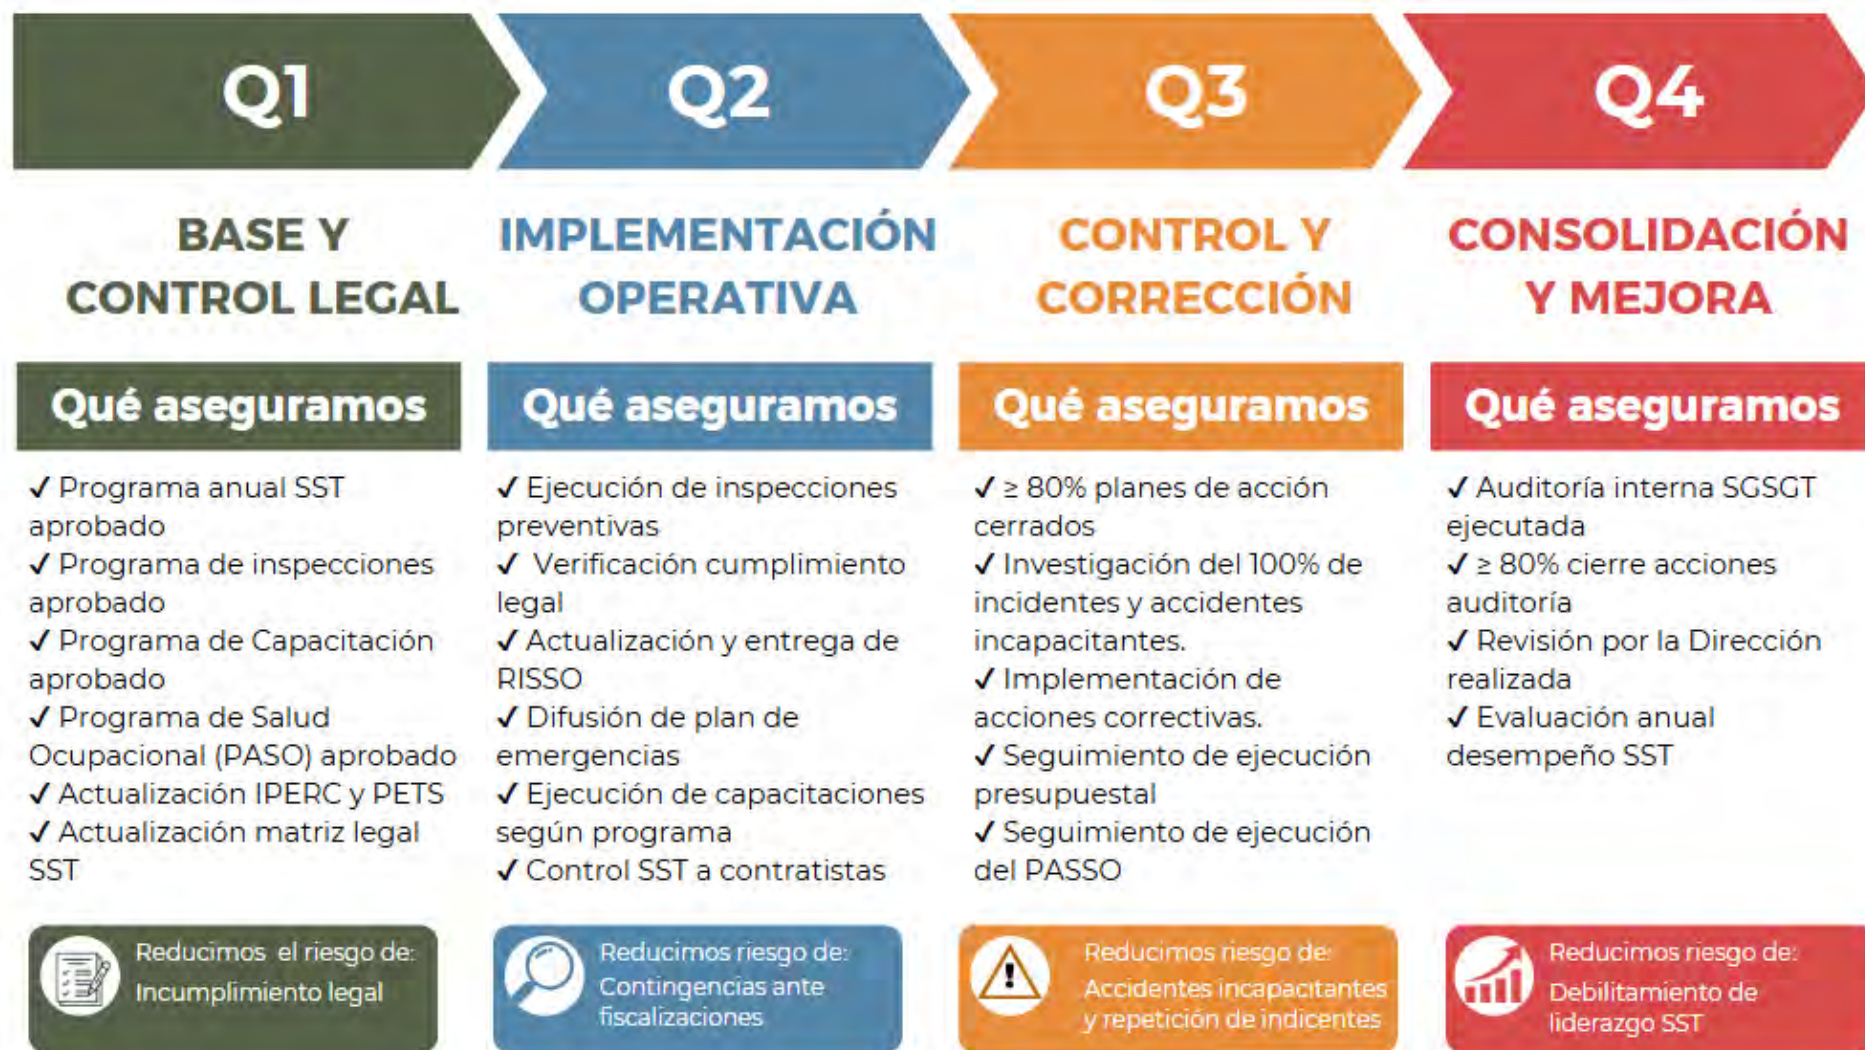 Q1
BASE Y
CONTROL LEGAL
Qué aseguramos
✓ Programa anual SST
aprobado
✓ Programa de inspecciones
aprobado
✓ Programa de Capacitación
aprobado
✓ Programa de Salud
Ocupacional (PASO) aprobado
✓ Actualización IPERC y PETS
✓ Actualización matriz legal
SST
Reducimos el riesgo de:
Incumplimiento legal
Q2
IMPLEMENTACIÓN
OPERATIVA
Qué aseguramos
✓ Ejecución de inspecciones
preventivas
✓ Verificación cumplimiento
legal
✓ Actualización y entrega de
RISSO
✓ Difusión de plan de
emergencias
✓ Ejecución de capacitaciones
según programa
✓ Control SST a contratistas
Reducimos riesgo de:
Contingencias ante
fiscalizaciones
Q3
CONTROL Y
CORRECCIÓN
Qué aseguramos
✓ ≥ 80% planes de acción
cerrados
✓ Investigación del 100% de
incidentes y accidentes
incapacitantes.
✓ Implementación de
acciones correctivas.
✓ Seguimiento de ejecución
presupuestal
✓ Seguimiento de ejecución
del PASSO
Reducimos riesgo de:
Accidentes incapacitantes
y repetición de indicentes
Q4
CONSOLIDACIÓN
Y MEJORA
Qué aseguramos
✓ Auditoría interna SGSGT
ejecutada
✓ ≥ 80% cierre acciones
auditoría
✓ Revisión por la Dirección
realizada
✓ Evaluación anual
desempeño SST
Reducimos riesgo de:
Debilitamiento de
liderazgo SST